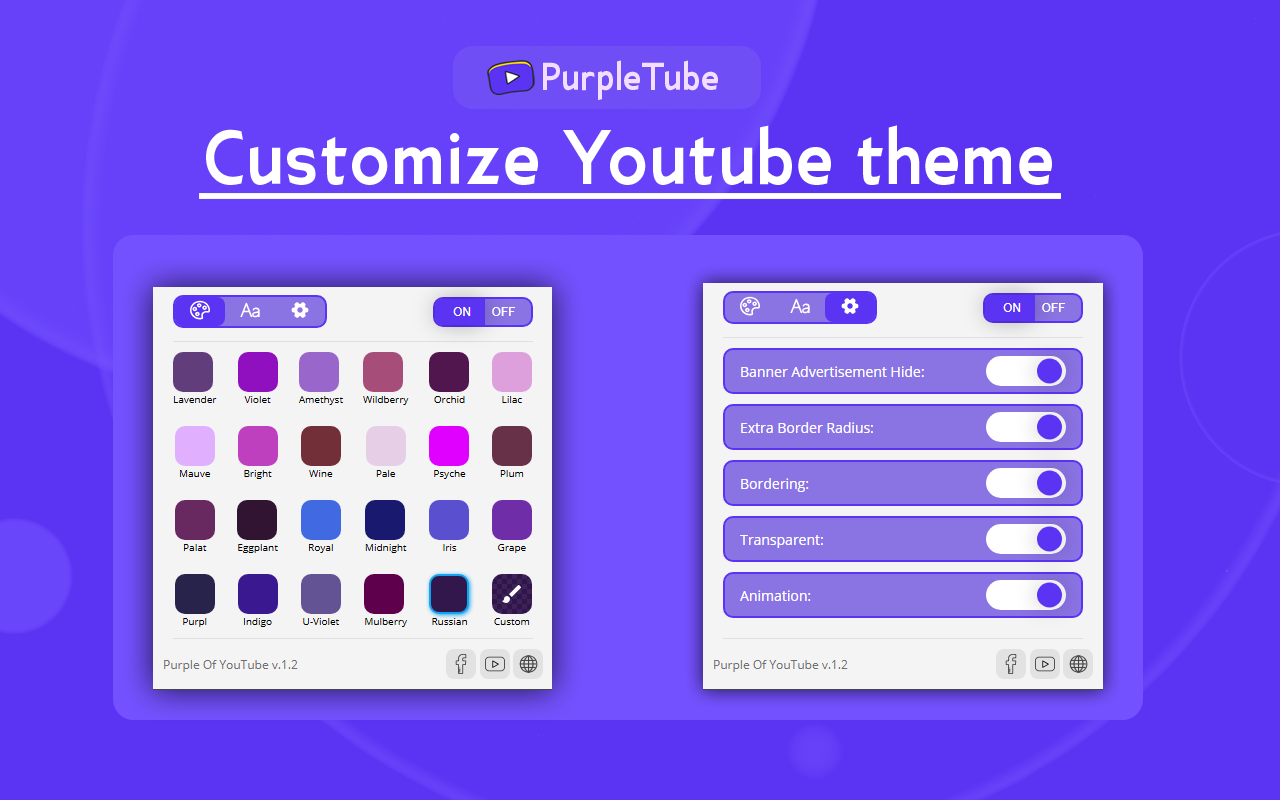 PurpleTube
Customize Youtube theme
Aa
ON OFF
Lavender Violet Amethyst Wildberry Orchid Lilac
Mauve Bright Wine Pale Psyche Plum
Palat Eggplant Royal Midnight Iris Grape
Purpl Indigo U-Violet Mulberry Russian Custom
Purple Of YouTube v.1.2
Aa
ON OFF
Banner Advertisement Hide:
Extra Border Radius:
Bordering:
Transparent:
Animation:
Purple Of YouTube v.1.2